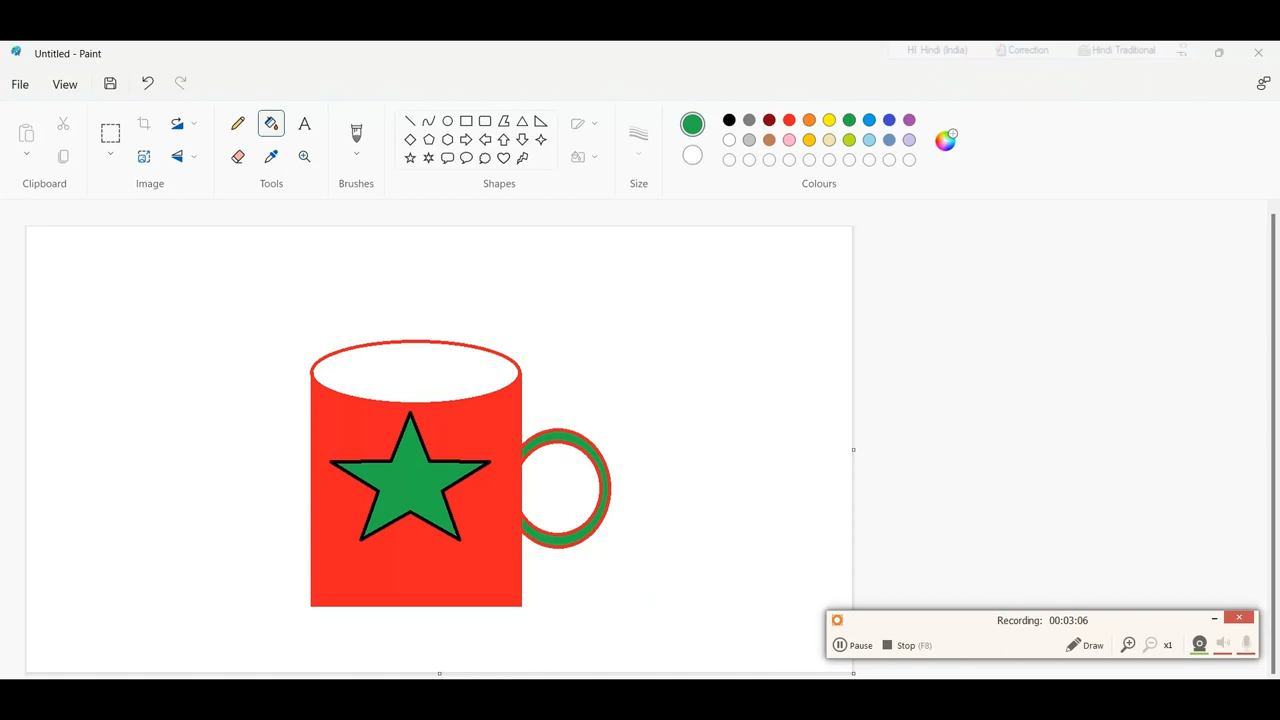 HI Hindi (India) Correction Hindi Traditional
Untitled - Paint
File View
A
Clipboard Image Tools Brushes Shapes Size Colours
Recording: 00:03:06
Pause Stop (F8) Draw x1